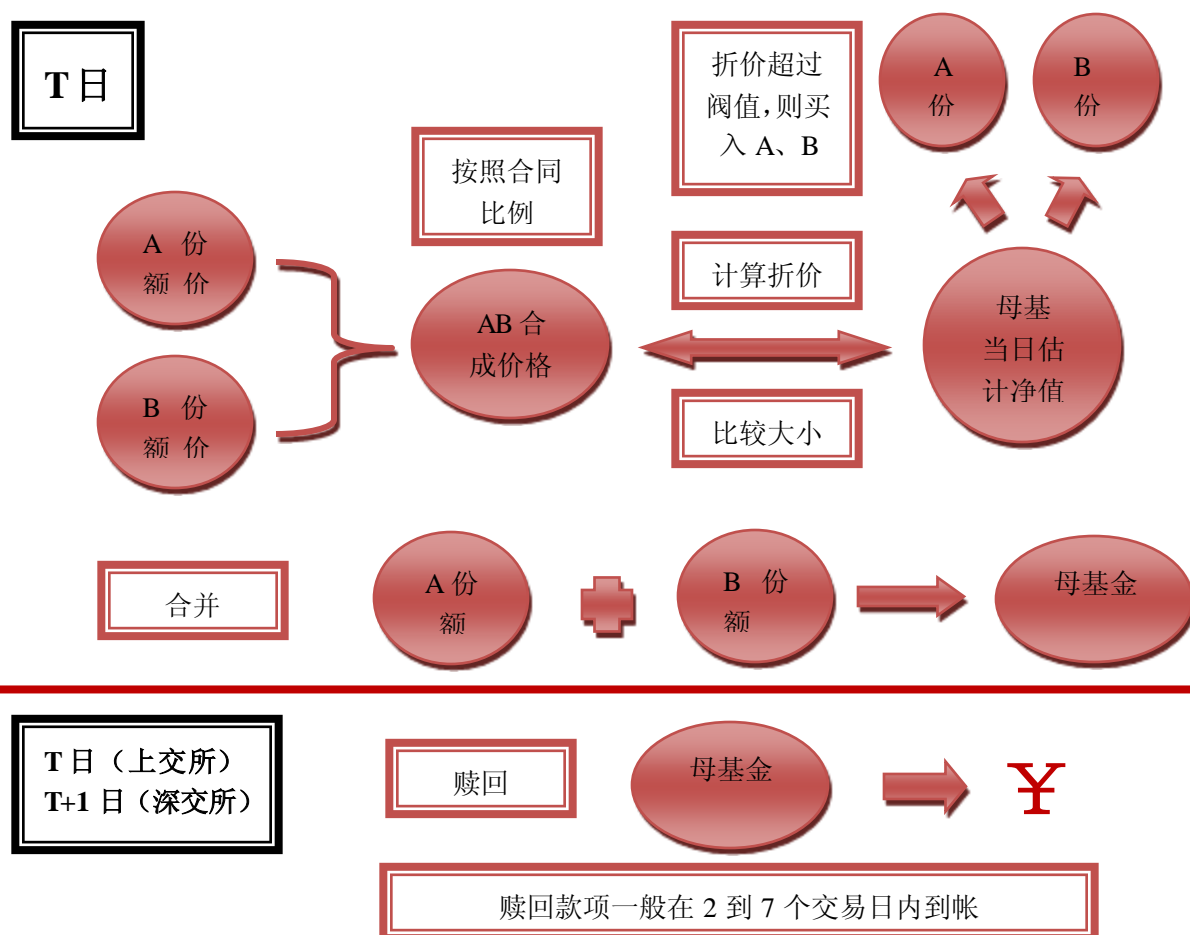 T日
折价超过
阀值，则买
入 A、B
A
份
B
份
按照合同
比例
A 份
额 价
计算折价
AB 合
成价格
母基
当日估
计净值
B 份
额 价
比较大小
合并
A 份
额
B 份
额
母基金
T 日（上交所）
T+1 日（深交所）
赎回
母基金
¥
赎回款项一般在 2 到 7 个交易日内到帐